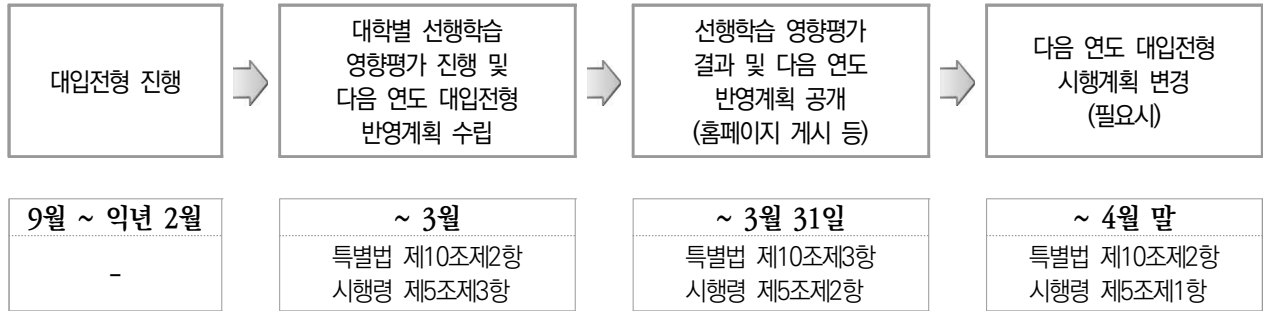 대입전형 진행
대학별 선행학습
영향평가 진행 및
다음 연도 대입전형
반영계획 수립
선행학습 영향평가
결과 및 다음 연도
반영계획 공개
(홈페이지 게시 등)
다음 연도 대입전형
시행계획 변경
(필요시)
9월 ~ 익년 2월
-
~ 3월
특별법 제10조제2항
시행령 제5조제3항
~ 3월 31일
특별법 제10조제3항
시행령 제5조제2항
~ 4월 말
특별법 제10조제2항
시행령 제5조제1항